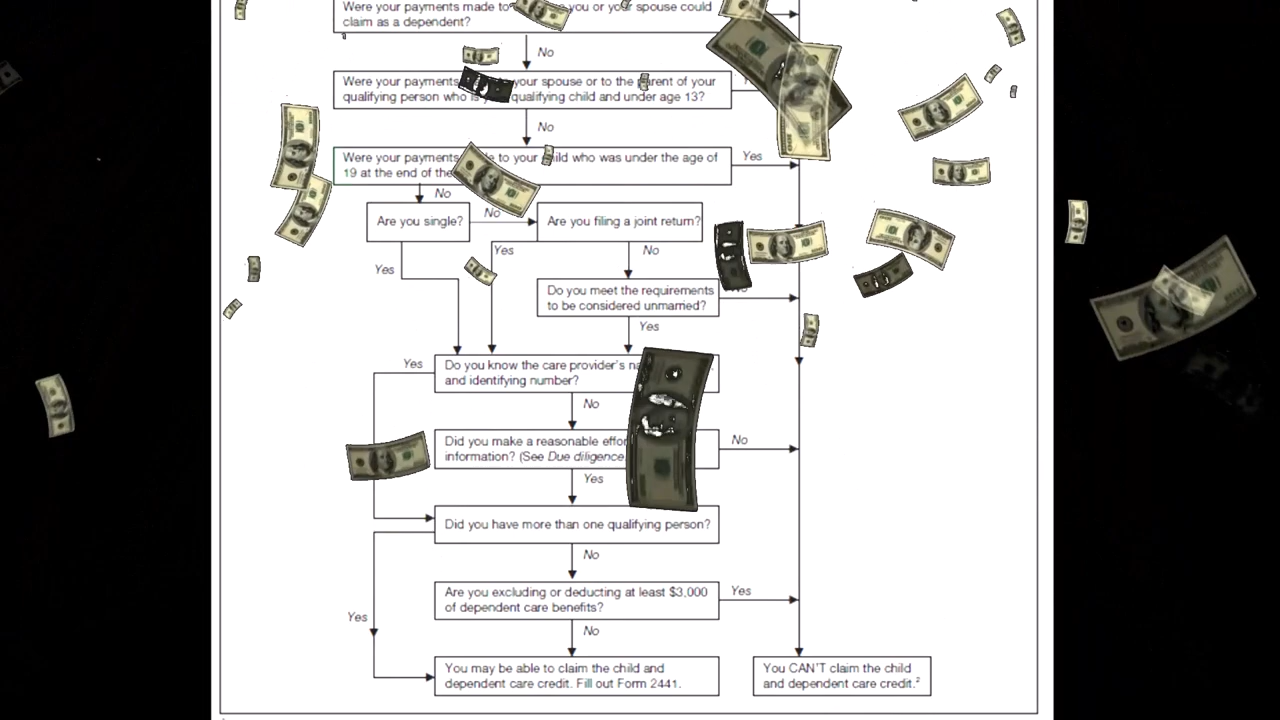 Were your payments made to you or your spouse could
claim as a dependent?
No
Were your payments your spouse or to the parent of your
qualifying person who is your qualifying child and under age 13?
No
Were your payments to your child who was under the age of
19 at the end of the
Yes
No
Are you single?
No
Are you filing a joint return?
Yes
No
Yes
Do you meet the requirements
to be considered unmarried?
Yes
Yes
Do you know the care provider's
and identifying number?
No
Did you make a reasonable
information? (See Due diligence
No
Yes
Did you have more than one qualifying person?
No
Are you excluding or deducting at least $3,000
of dependent care benefits?
Yes
Yes
No
You may be able to claim the child and
dependent care credit. Fill out Form 2441.
You CAN'T claim the child
and dependent care credit.²